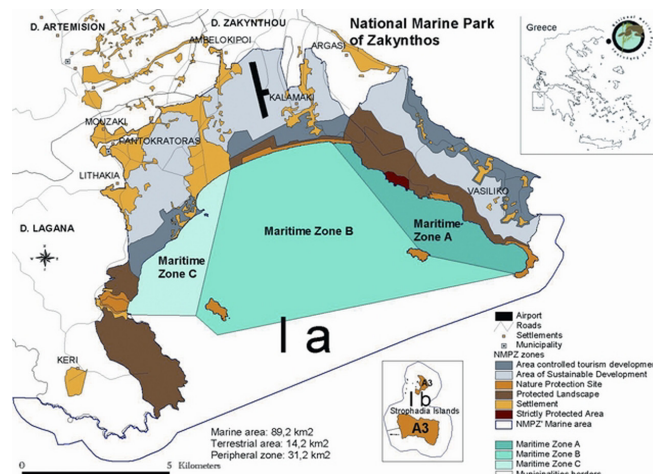 D. ARTEMISION
D. ZAKYNTHOU
National Marine Park
of Zakynthos
Greece
AMBELOKIPOI
ARGASI
KALAMAKI
MOUZAKI
PANTOKRATORAS
LITHAKIA
VASILIKO
D. LAGANA
Maritime
Zone A
Maritime Zone B
Maritime
Zone C
I a
KERI
A3
I b
Strophadia Islands
A3
Marine area: 89,2 km2
Terrestrial area: 14,2 km2
Peripheral zone: 31,2 km2
0
5 Kilometers
Airport
Roads
Settlements
Municipality
NMPZ zones
Area controlled tourism developmen
Area of Sustainable Development
Nature Protection Site
Protected Landscape
Settlement
Strictly Protected Area
NMPZ' Marine area
Maritime Zone A
Maritime Zone B
Maritime Zone C
Municipalities borders